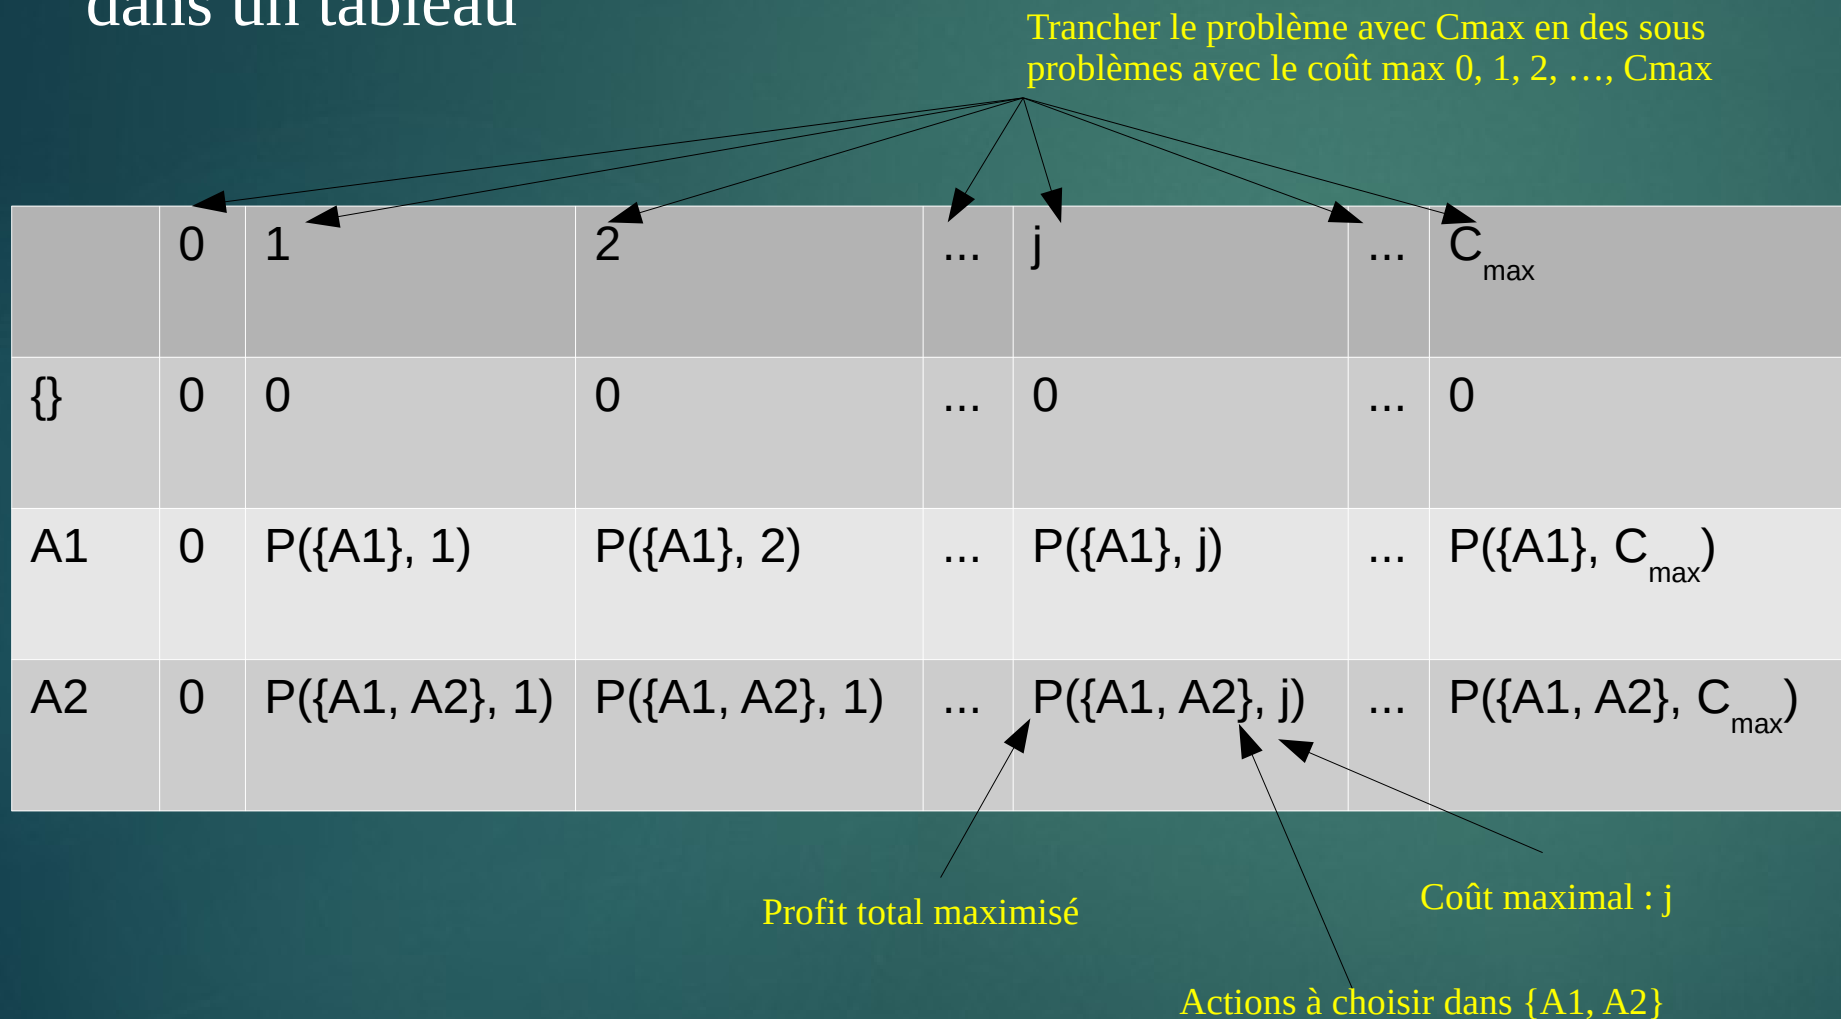 dans un tableau
Trancher le problème avec Cmax en des sous
problèmes avec le coût max 0, 1, 2, …, Cmax
0 1 2 ... j ... Cmax
{} 0 0 0 ... 0 ... 0
A1 0 P({A1}, 1) P({A1}, 2) ... P({A1}, j) ... P({A1}, Cmax)
A2 0 P({A1, A2}, 1) P({A1, A2}, 1) ... P({A1, A2}, j) ... P({A1, A2}, Cmax)
Profit total maximisé
Coût maximal : j
Actions à choisir dans {A1, A2}